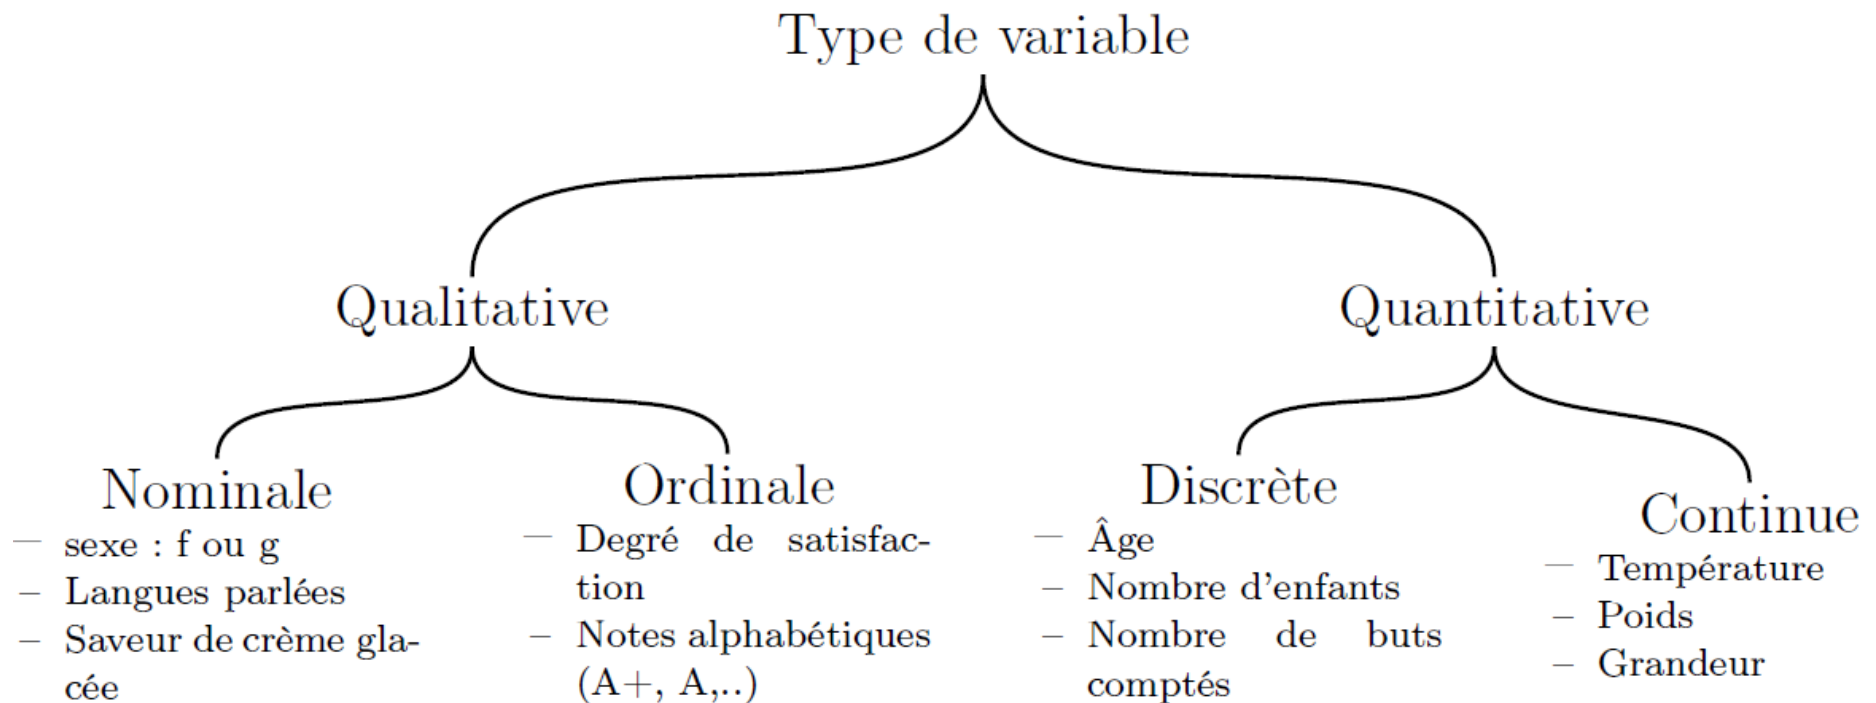 Type de variable
Qualitative
Quantitative
Nominale
– sexe : f ou g
– Langues parlées
– Saveur de crème gla-
cée
Ordinale
– Degré de satisfac-
tion
– Notes alphabétiques
(A+, A,..)
Discrète
– Âge
– Nombre d'enfants
– Nombre de buts
comptés
Continue
– Température
– Poids
– Grandeur